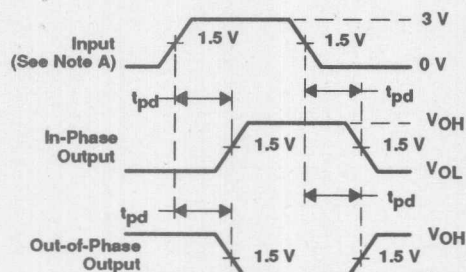 3 V
Input
(See Note A)
1.5 V
1.5 V
0 V
tpd
tpd
In-Phase
Output
VOH
1.5 V
1.5 V
VOL
tpd
tpd
Out-of-Phase
Output
VOH
1.5 V
1.5 V